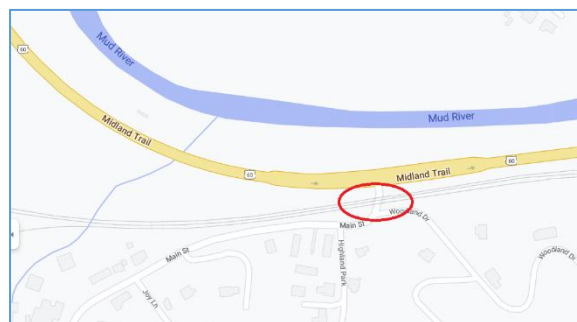 60
Mud River
Mud River
60
Midland Trail
60
Midland Trail
60
Woodland Dr
Main St
Main St
Highland Park
Woodland Dr
Joy Ln